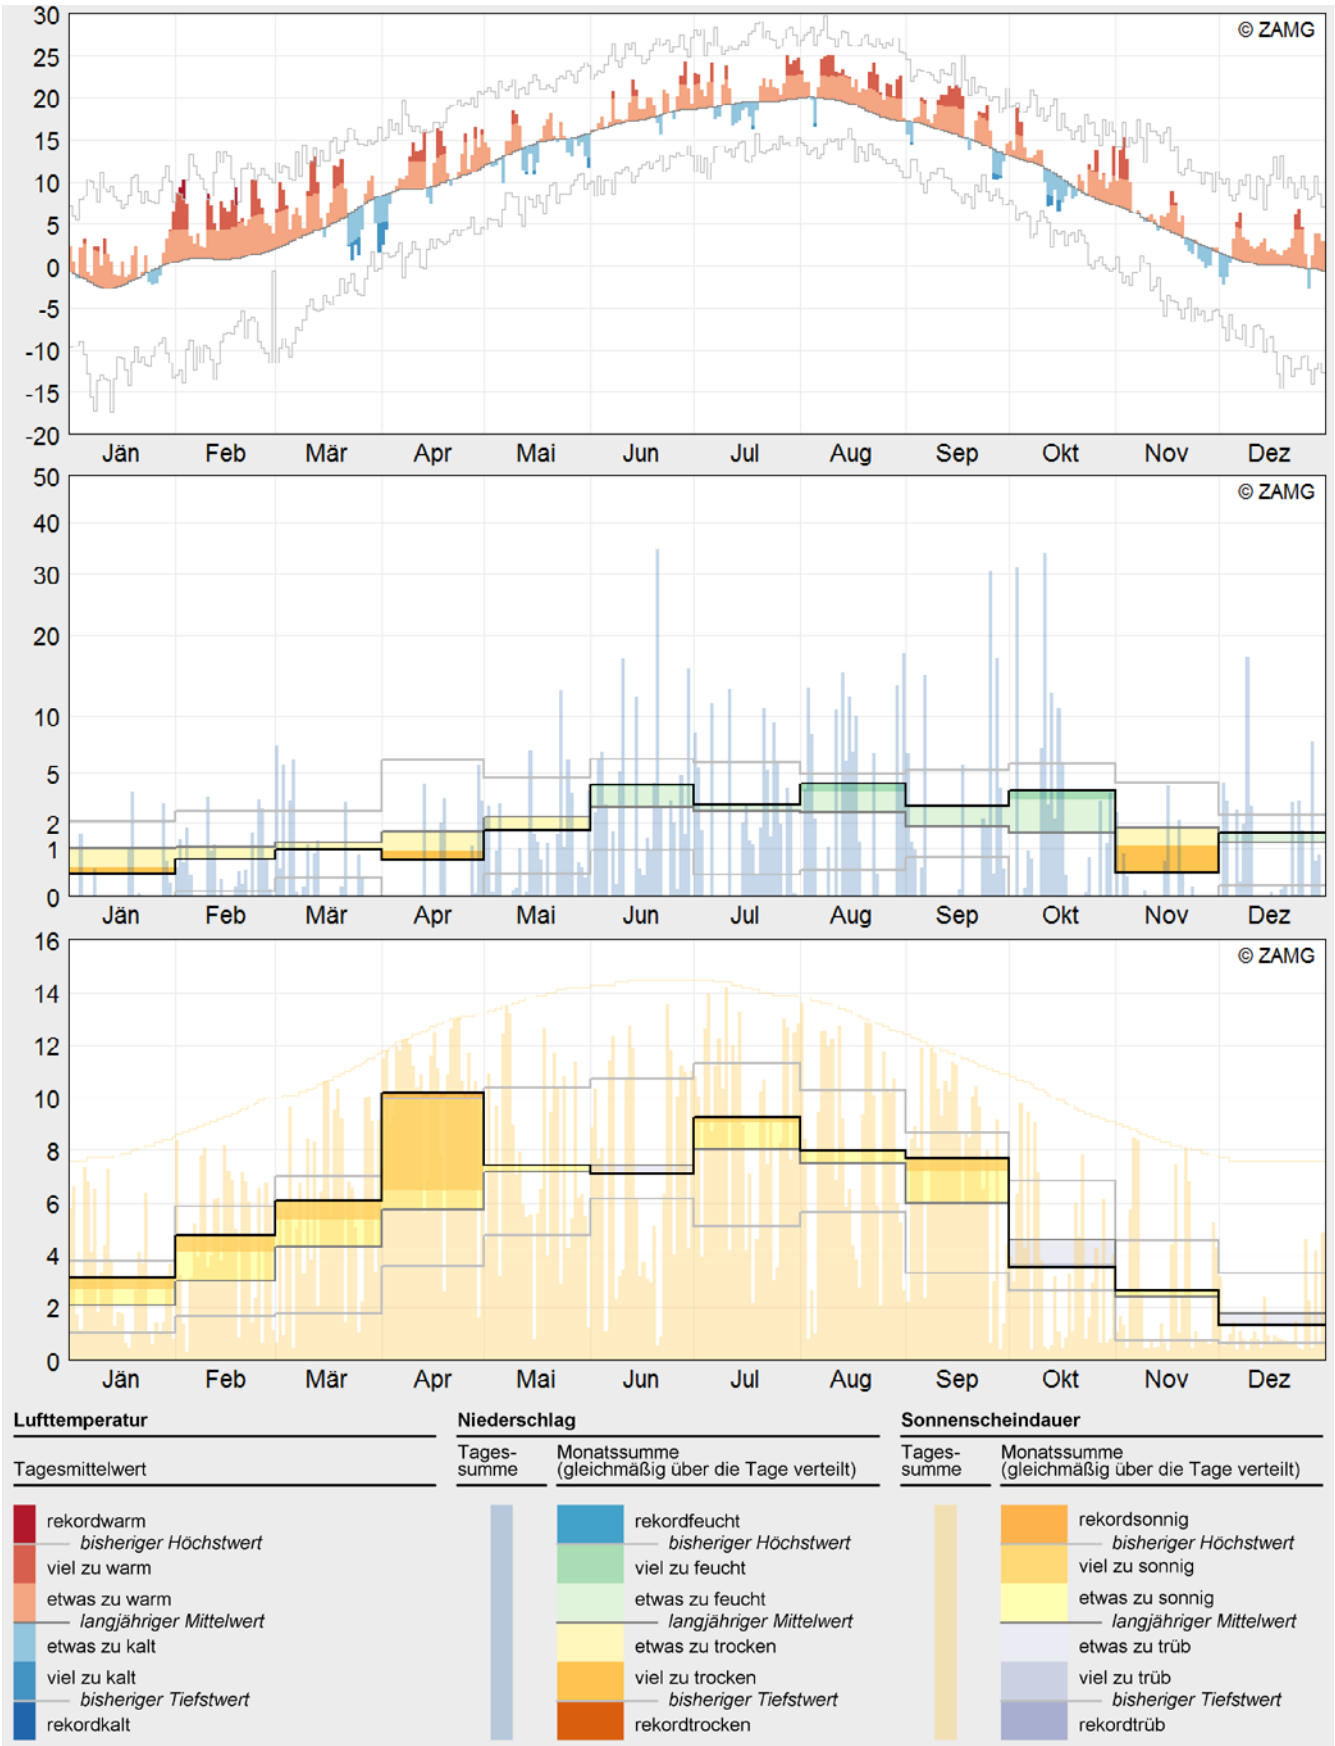 30
© ZAMG
25
20
15
10
5
0
-5
-10
-15
-20
Jän Feb Mär Apr Mai Jun Jul Aug Sep Okt Nov Dez
50
© ZAMG
40
30
20
10
5
2
1
0
Jän Feb Mär Apr Mai Jun Jul Aug Sep Okt Nov Dez
16
© ZAMG
14
12
10
8
6
4
2
0
Jän Feb Mär Apr Mai Jun Jul Aug Sep Okt Nov Dez
Lufttemperatur
Tagesmittelwert
rekordwarm
bisheriger Höchstwert
viel zu warm
etwas zu warm
langjähriger Mittelwert
etwas zu kalt
viel zu kalt
bisheriger Tiefstwert
rekordkalt
Niederschlag
Tages-
summe
Monatssumme
(gleichmäßig über die Tage verteilt)
rekordfeucht
bisheriger Höchstwert
viel zu feucht
etwas zu feucht
langjähriger Mittelwert
etwas zu trocken
viel zu trocken
bisheriger Tiefstwert
rekordtrocken
Sonnenscheindauer
Tages-
summe
Monatssumme
(gleichmäßig über die Tage verteilt)
rekordsonnig
bisheriger Höchstwert
viel zu sonnig
etwas zu sonnig
langjähriger Mittelwert
etwas zu trüb
viel zu trüb
bisheriger Tiefstwert
rekordtrüb